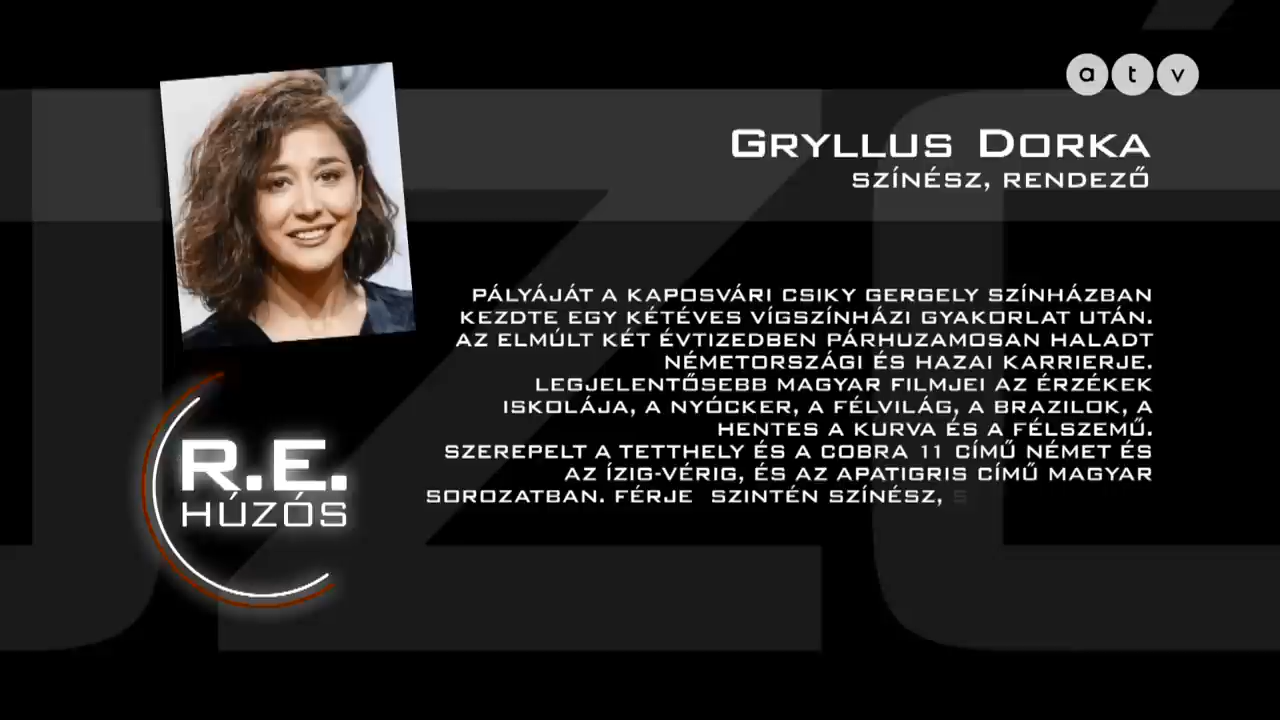 atv
GRYLLUS DORKA
SZÍNÉSZ, RENDEZŐ
PÁLYÁJÁT A KAPOSVÁRI CSIKY GERGELY SZÍNHÁZBAN
KEZDTE EGY KÉTÉVES VÍGSZÍNHÁZI GYAKORLAT UTÁN.
AZ ELMÚLT KÉT ÉVTIZEDBEN PÁRHUZAMOSAN HALADT
NÉMETORSZÁGI ÉS HAZAI KARRIERJE.
LEGJELENTŐSEBB MAGYAR FILMJEI AZ ÉRZÉKEK
ISKOLÁJA, A NYÓCKER, A FÉLVILÁG, A BRAZILOK, A
HENTES A KURVA ÉS A FÉLSZEMŰ.
SZEREPELT A TETTHELY ÉS A COBRA 11 CÍMŰ NÉMET ÉS
AZ ÍZIG-VÉRIG, ÉS AZ APATIGRIS CÍMŰ MAGYAR
SOROZATBAN. FÉRJE SZINTÉN SZÍNÉSZ,
R.E.
HÚZÓS